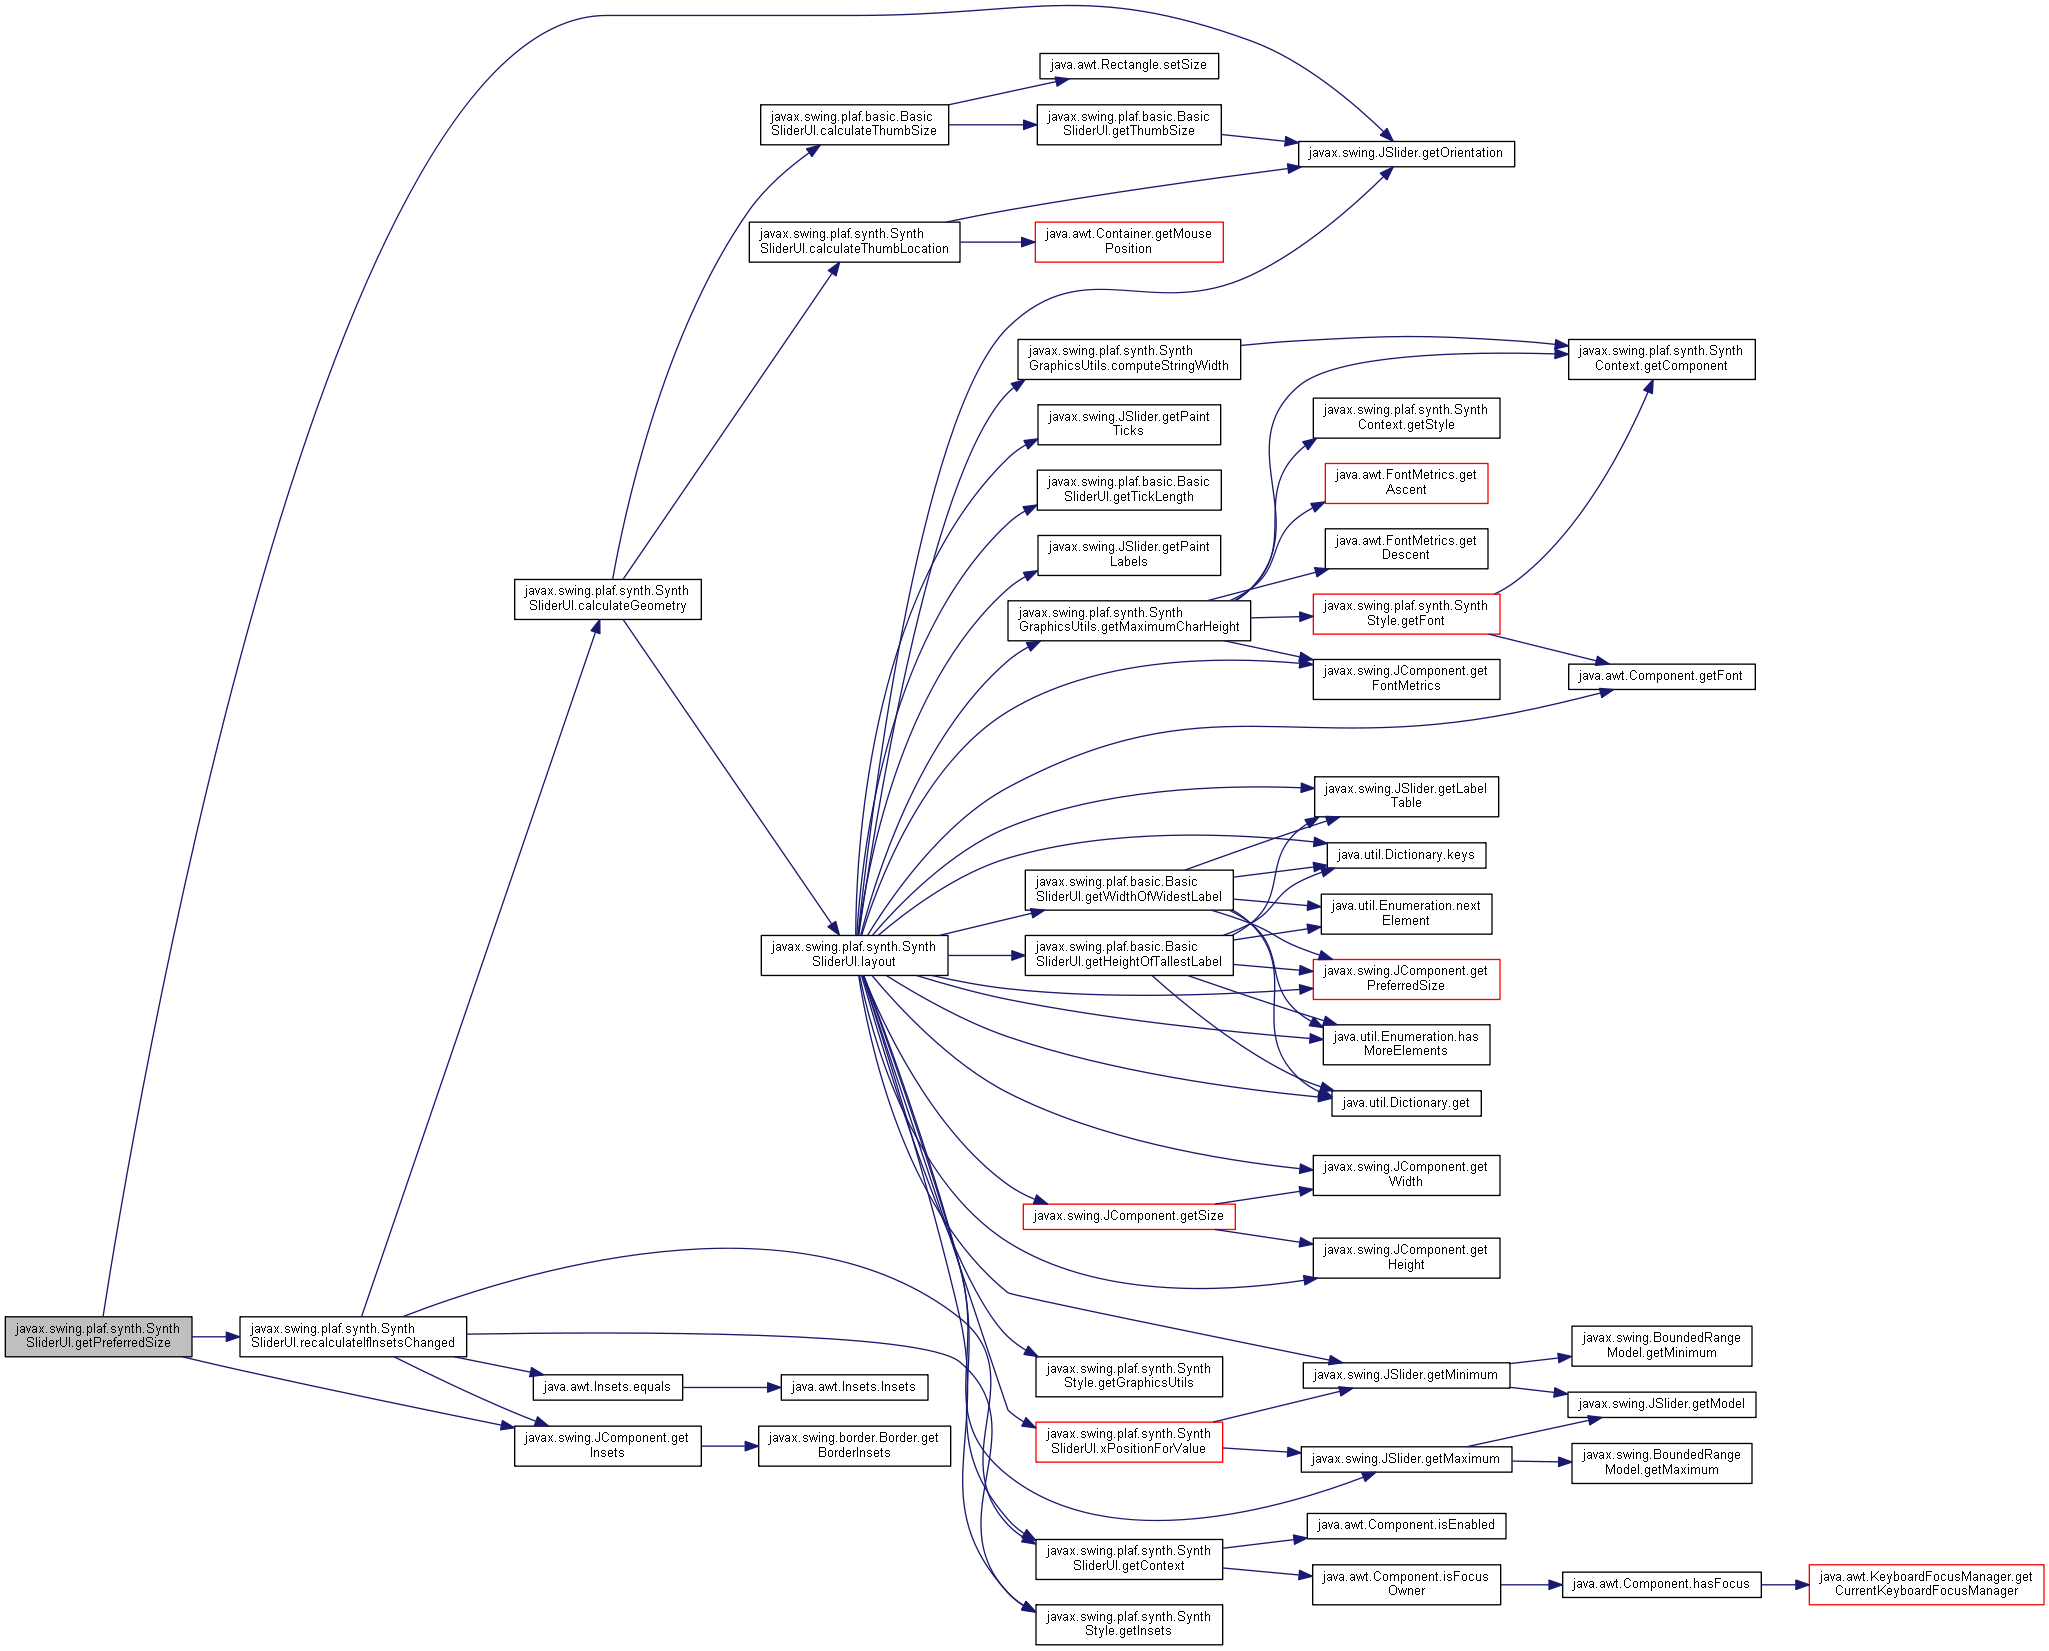 java.awt.Rectangle.setSize
javax.swing.plaf.basic.Basic
SliderUI.calculateThumbSize
javax.swing.plaf.basic.Basic
SliderUI.getThumbSize
javax.swing.JSlider.getOrientation
javax.swing.plaf.synth.Synth
SliderUI.calculateThumbLocation
java.awt.Container.getMouse
Position
javax.swing.plaf.synth.Synth
GraphicsUtils.computeStringWidth
javax.swing.plaf.synth.Synth
Context.getComponent
javax.swing.JSlider.getPaint
Ticks
javax.swing.plaf.synth.Synth
Context.getStyle
javax.swing.plaf.basic.Basic
SliderUI.getTickLength
java.awt.FontMetrics.get
Ascent
javax.swing.JSlider.getPaint
Labels
java.awt.FontMetrics.get
Descent
javax.swing.plaf.synth.Synth
SliderUI.calculateGeometry
javax.swing.plaf.synth.Synth
GraphicsUtils.getMaximumCharHeight
javax.swing.plaf.synth.Synth
Style.getFont
javax.swing.JComponent.get
FontMetrics
java.awt.Component.getFont
javax.swing.JSlider.getLabel
Table
java.util.Dictionary.keys
javax.swing.plaf.basic.Basic
SliderUI.getWidthOfWidestLabel
java.util.Enumeration.next
Element
javax.swing.plaf.synth.Synth
SliderUI.layout
javax.swing.plaf.basic.Basic
SliderUI.getHeightOfTallestLabel
javax.swing.JComponent.get
PreferredSize
java.util.Enumeration.has
MoreElements
java.util.Dictionary.get
javax.swing.JComponent.get
Width
javax.swing.JComponent.getSize
javax.swing.JComponent.get
Height
javax.swing.plaf.synth.Synth
SliderUI.getPreferredSize
javax.swing.plaf.synth.Synth
SliderUI.recalculateIfInsetsChanged
javax.swing.BoundedRange
Model.getMinimum
javax.swing.plaf.synth.Synth
Style.getGraphicsUtils
javax.swing.JSlider.getMinimum
java.awt.Insets.equals
java.awt.Insets.Insets
javax.swing.JSlider.getModel
javax.swing.JComponent.get
Insets
javax.swing.border.Border.get
BorderInsets
javax.swing.plaf.synth.Synth
SliderUI.xPositionForValue
javax.swing.JSlider.getMaximum
javax.swing.BoundedRange
Model.getMaximum
java.awt.Component.isEnabled
javax.swing.plaf.synth.Synth
SliderUI.getContext
java.awt.Component.isFocus
Owner
java.awt.Component.hasFocus
java.awt.KeyboardFocusManager.get
CurrentKeyboardFocusManager
javax.swing.plaf.synth.Synth
Style.getInsets